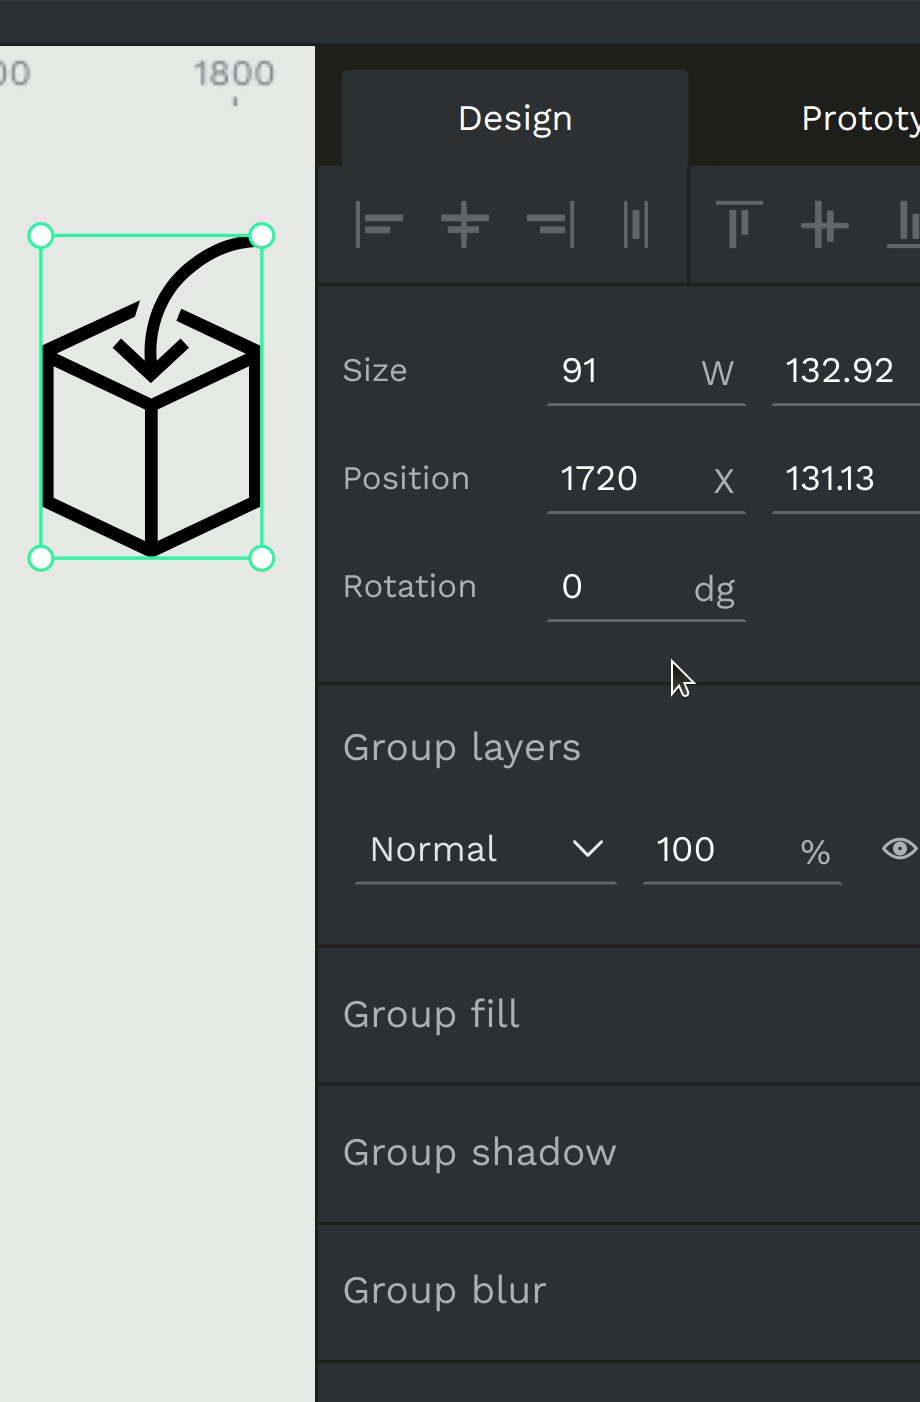 00 1800
Design Prototy
Size 91 W 132.92
Position 1720 X 131.13
Rotation 0 dg
Group layers
Normal 100 %
Group fill
Group shadow
Group blur